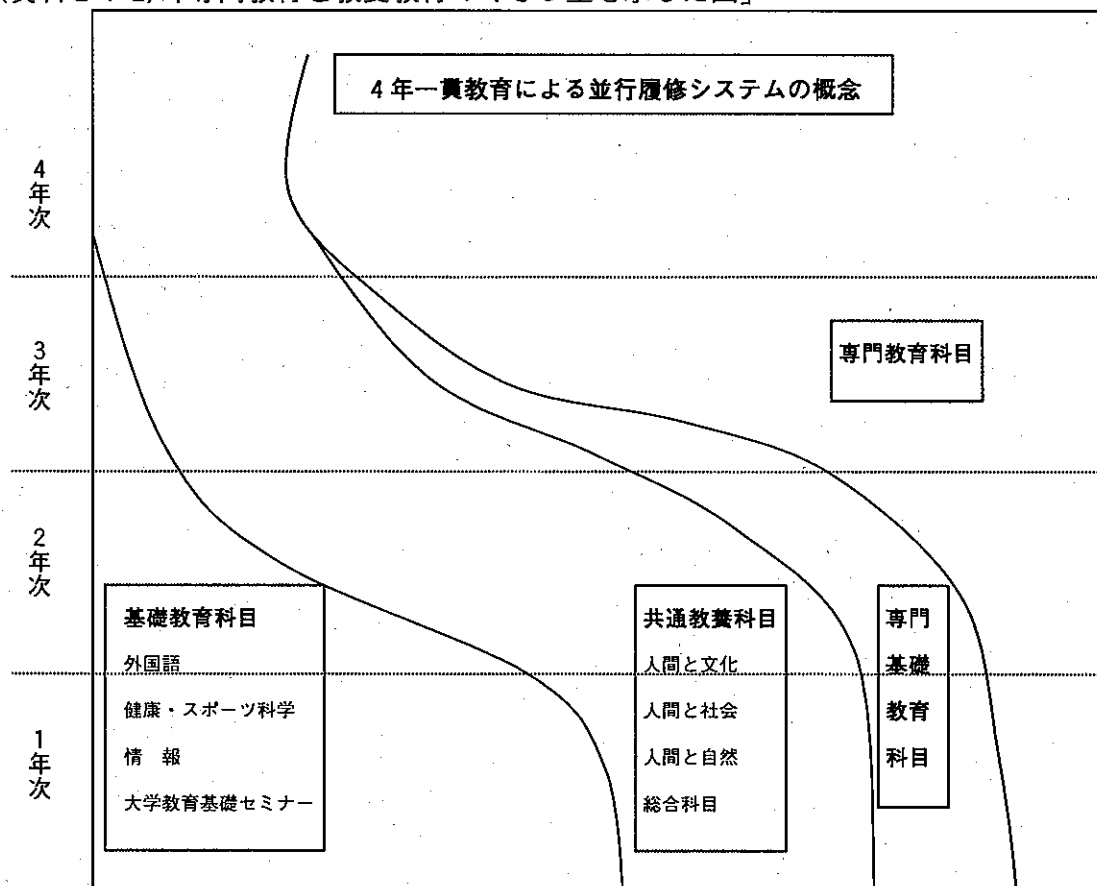 4年一貫教育による並行履修システムの概念
4年次
3年次
専門教育科目
2年次
基礎教育科目
外国語
健康・スポーツ科学
情 報
大学教育基礎セミナー
共通教養科目
人間と文化
人間と社会
人間と自然
総合科目
専門
基礎
教育
科目
1年次